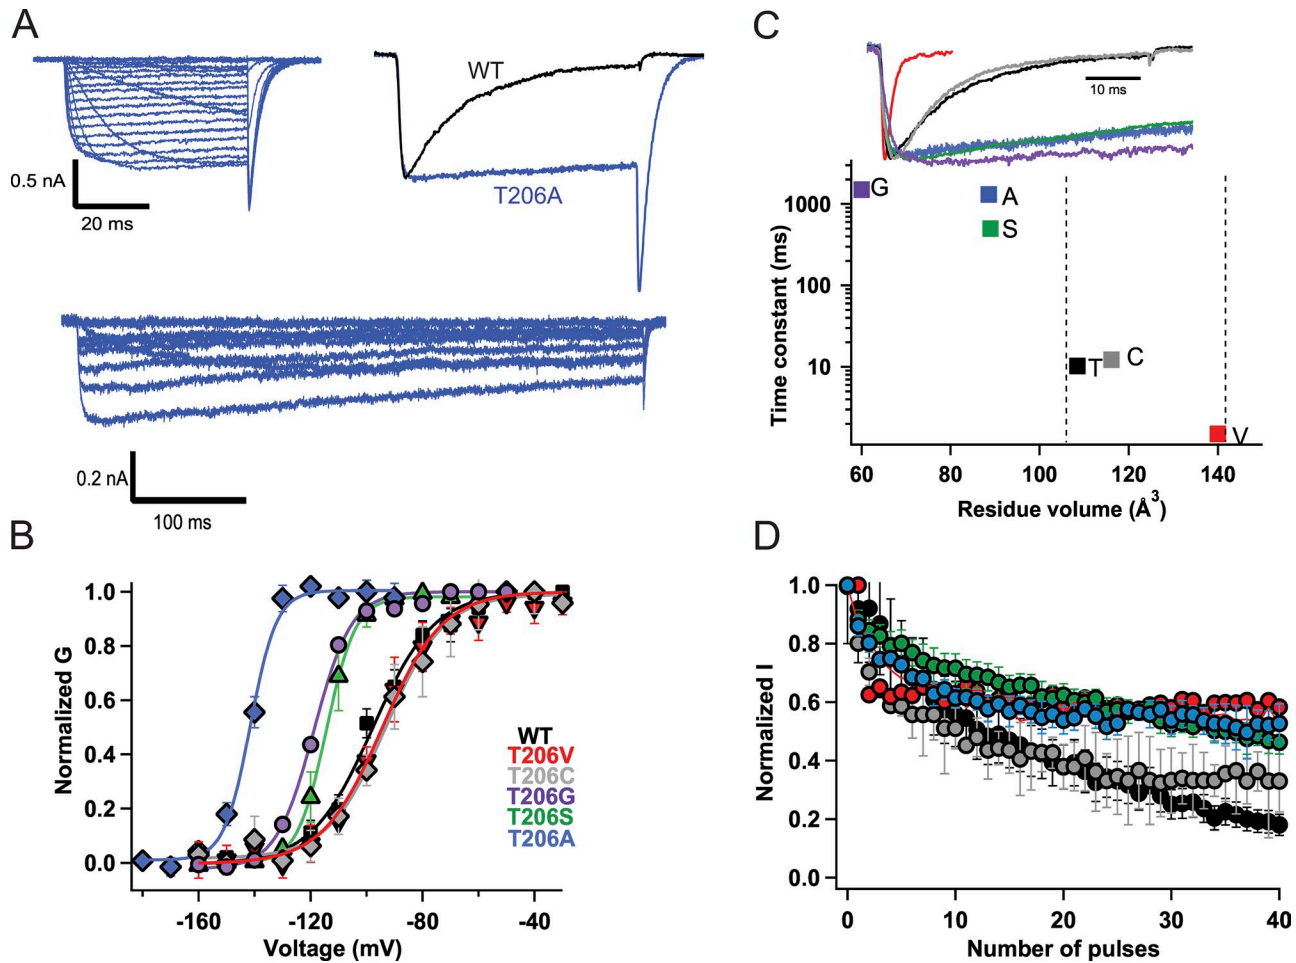 A
WT
T206A
0.5 nA
20 ms
0.2 nA
100 ms
C
10 ms
Time constant (ms)
1000
100
10
G
A
S
T
C
V
60
80
100
120
140
Residue volume (Å³)
B
Normalized G
1.0
0.8
0.6
0.4
0.2
0.0
WT
T206V
T206C
T206G
T206S
T206A
-160
-120
-80
-40
Voltage (mV)
D
Normalized I
1.0
0.8
0.6
0.4
0.2
0.0
0
10
20
30
40
Number of pulses